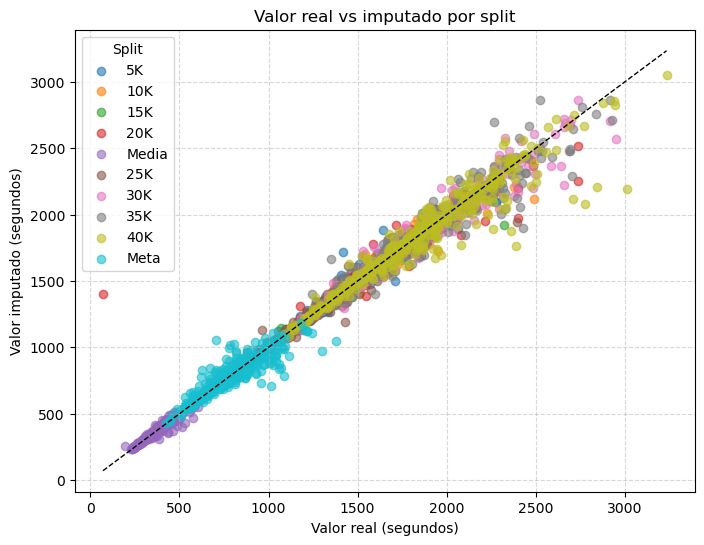 Valor real vs imputado por split
Split
5K
10K
15K
20K
Media
25K
30K
35K
40K
Meta
Valor imputado (segundos)
3000
2500
2000
1500
1000
500
0
0 500 1000 1500 2000 2500 3000
Valor real (segundos)